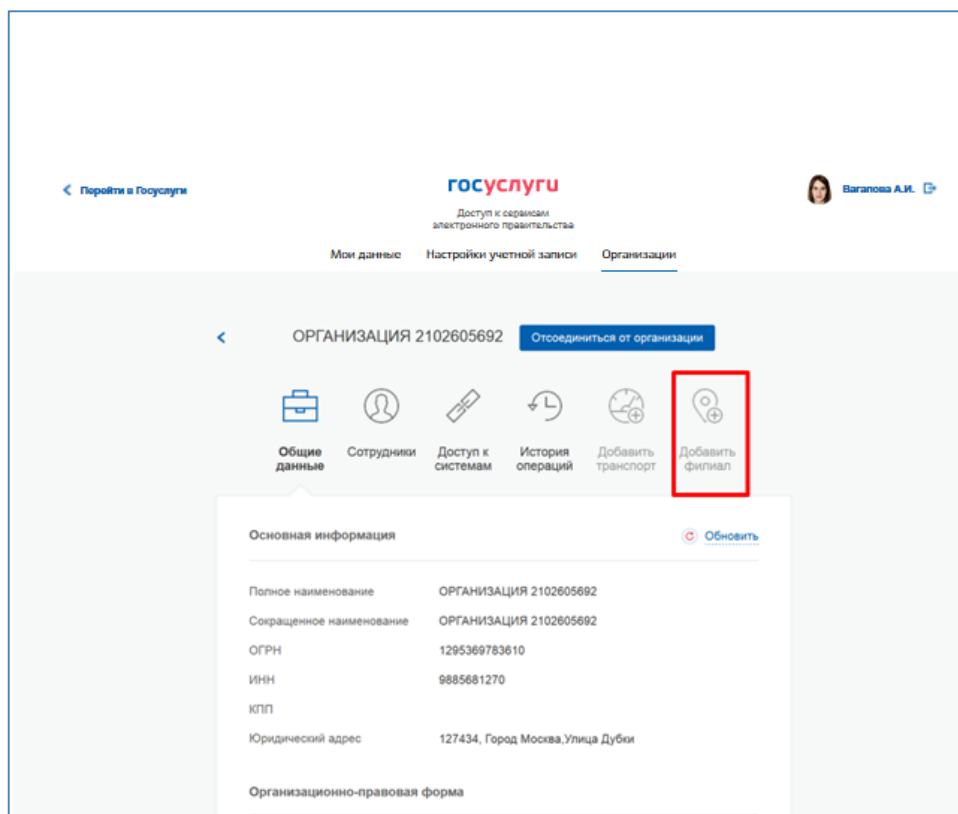 Перейти в Госуслуги
госуслуги
Вагапова А.И.
Доступ к сервисам
электронного правительства
Мои данные Настройки учетной записи Организации
ОРГАНИЗАЦИЯ 2102605692 Отсоединиться от организации
Общие данные
Сотрудники
Доступ к системам
История операций
Добавить транспорт
Добавить филиал
Основная информация Обновить
Полное наименование ОРГАНИЗАЦИЯ 2102605692
Сокращенное наименование ОРГАНИЗАЦИЯ 2102605692
ОГРН 1295369783610
ИНН 9885681270
КПП
Юридический адрес 127434, Город Москва,Улица Дубки
Организационно-правовая форма